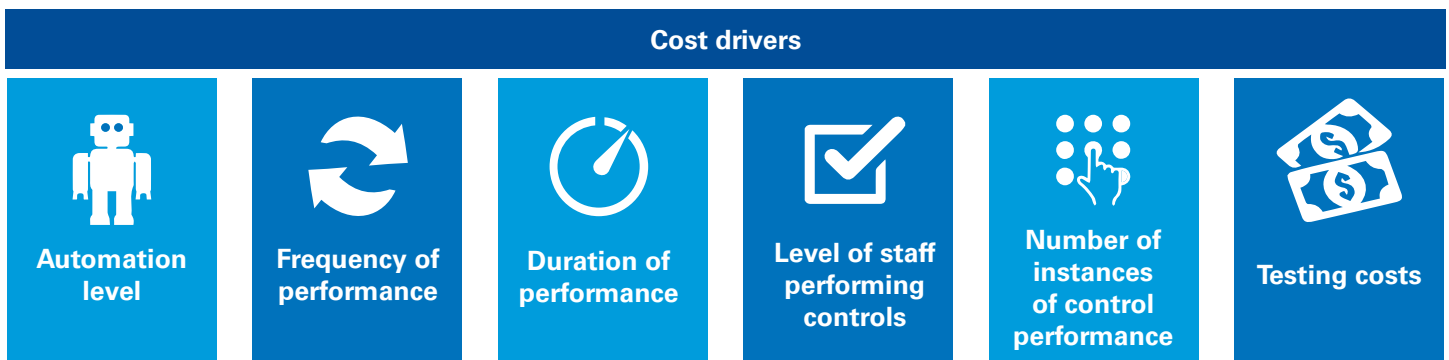 Cost drivers
Automation
level
Frequency of
performance
Duration of
performance
Level of staff
performing
controls
Number of
instances
of control
performance
Testing costs